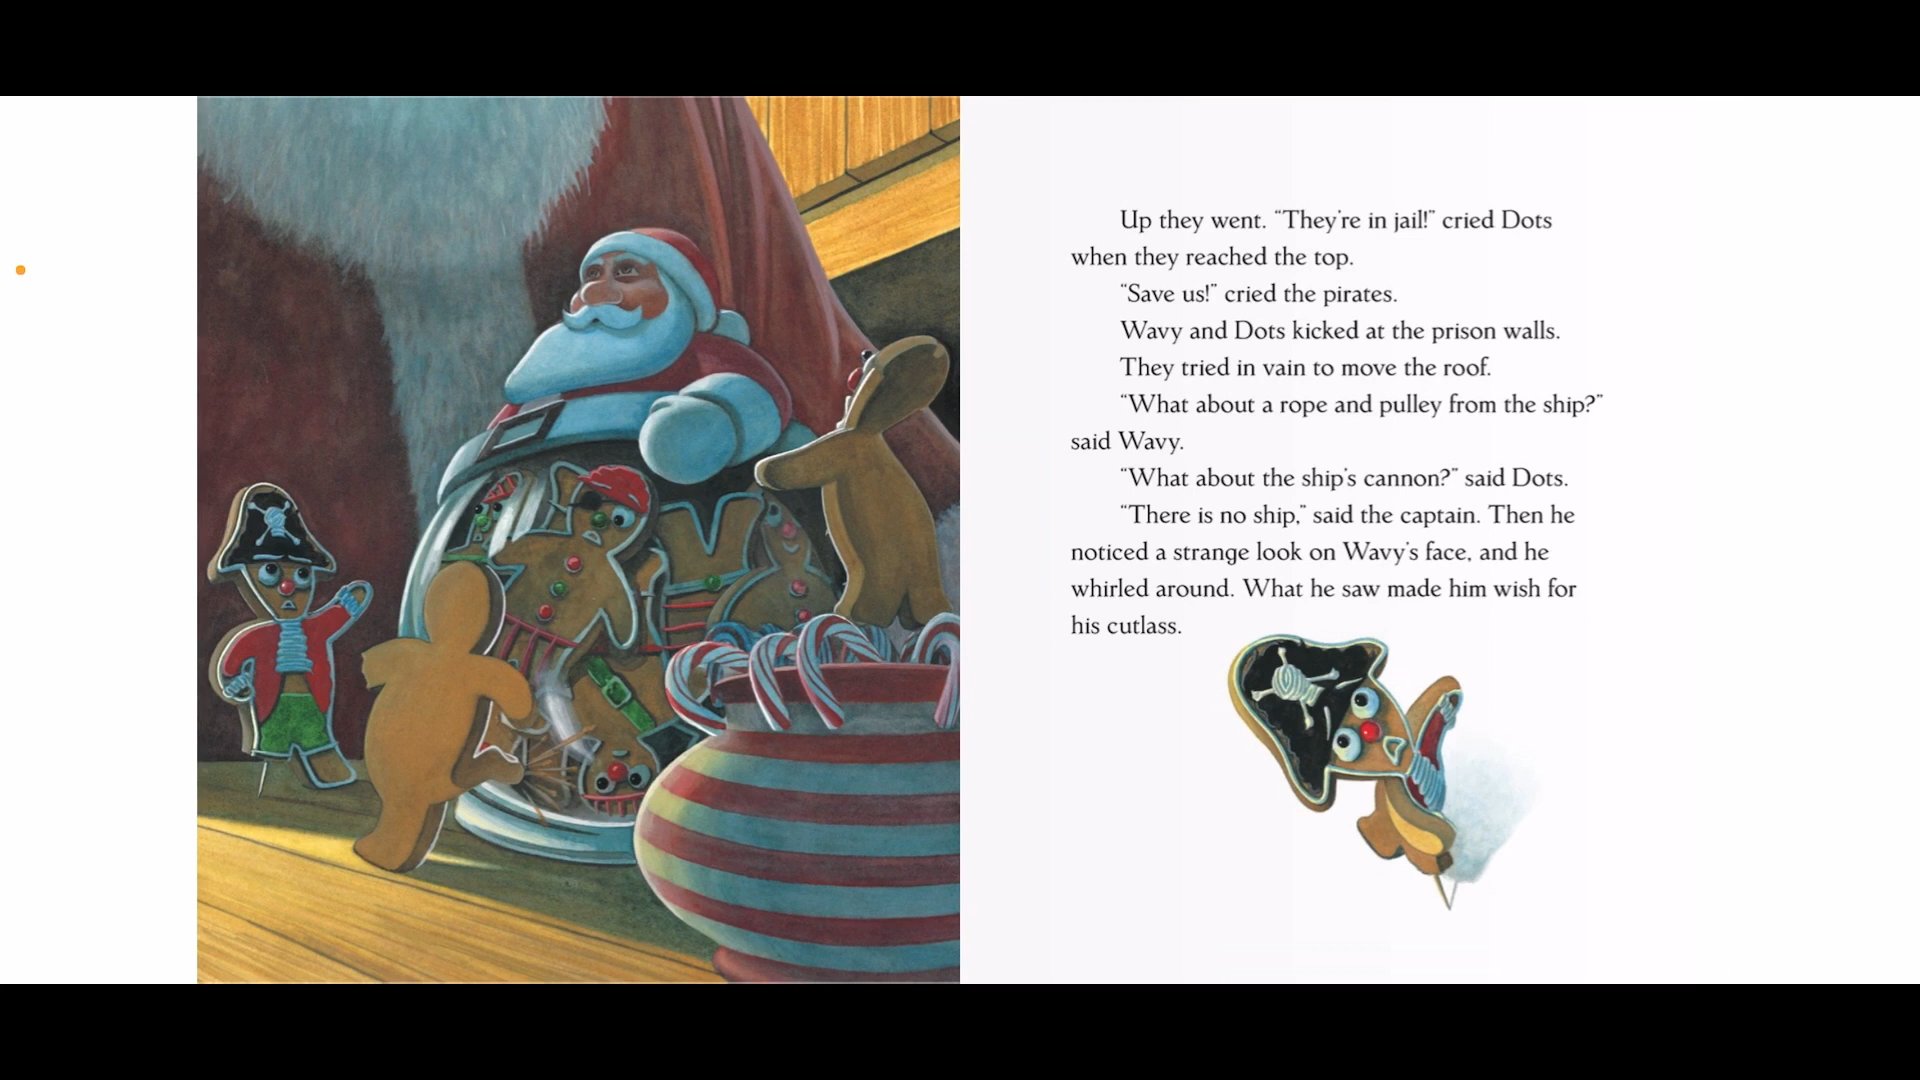 Up they went. “They’re in jail!” cried Dots
when they reached the top.
“Save us!” cried the pirates.
Wavy and Dots kicked at the prison walls.
They tried in vain to move the roof.
“What about a rope and pulley from the ship?”
said Wavy.
“What about the ship’s cannon?” said Dots.
“There is no ship,” said the captain. Then he
noticed a strange look on Wavy’s face, and he
whirled around. What he saw made him wish for
his cutlass.